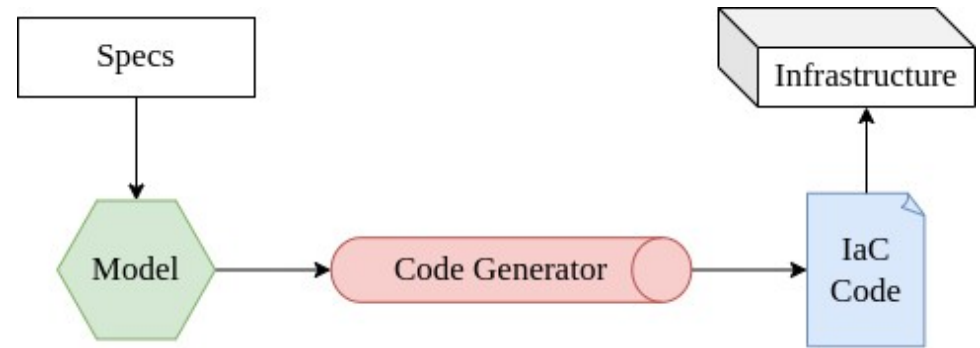 Specs
Infrastructure
Model
Code Generator
IaC
Code